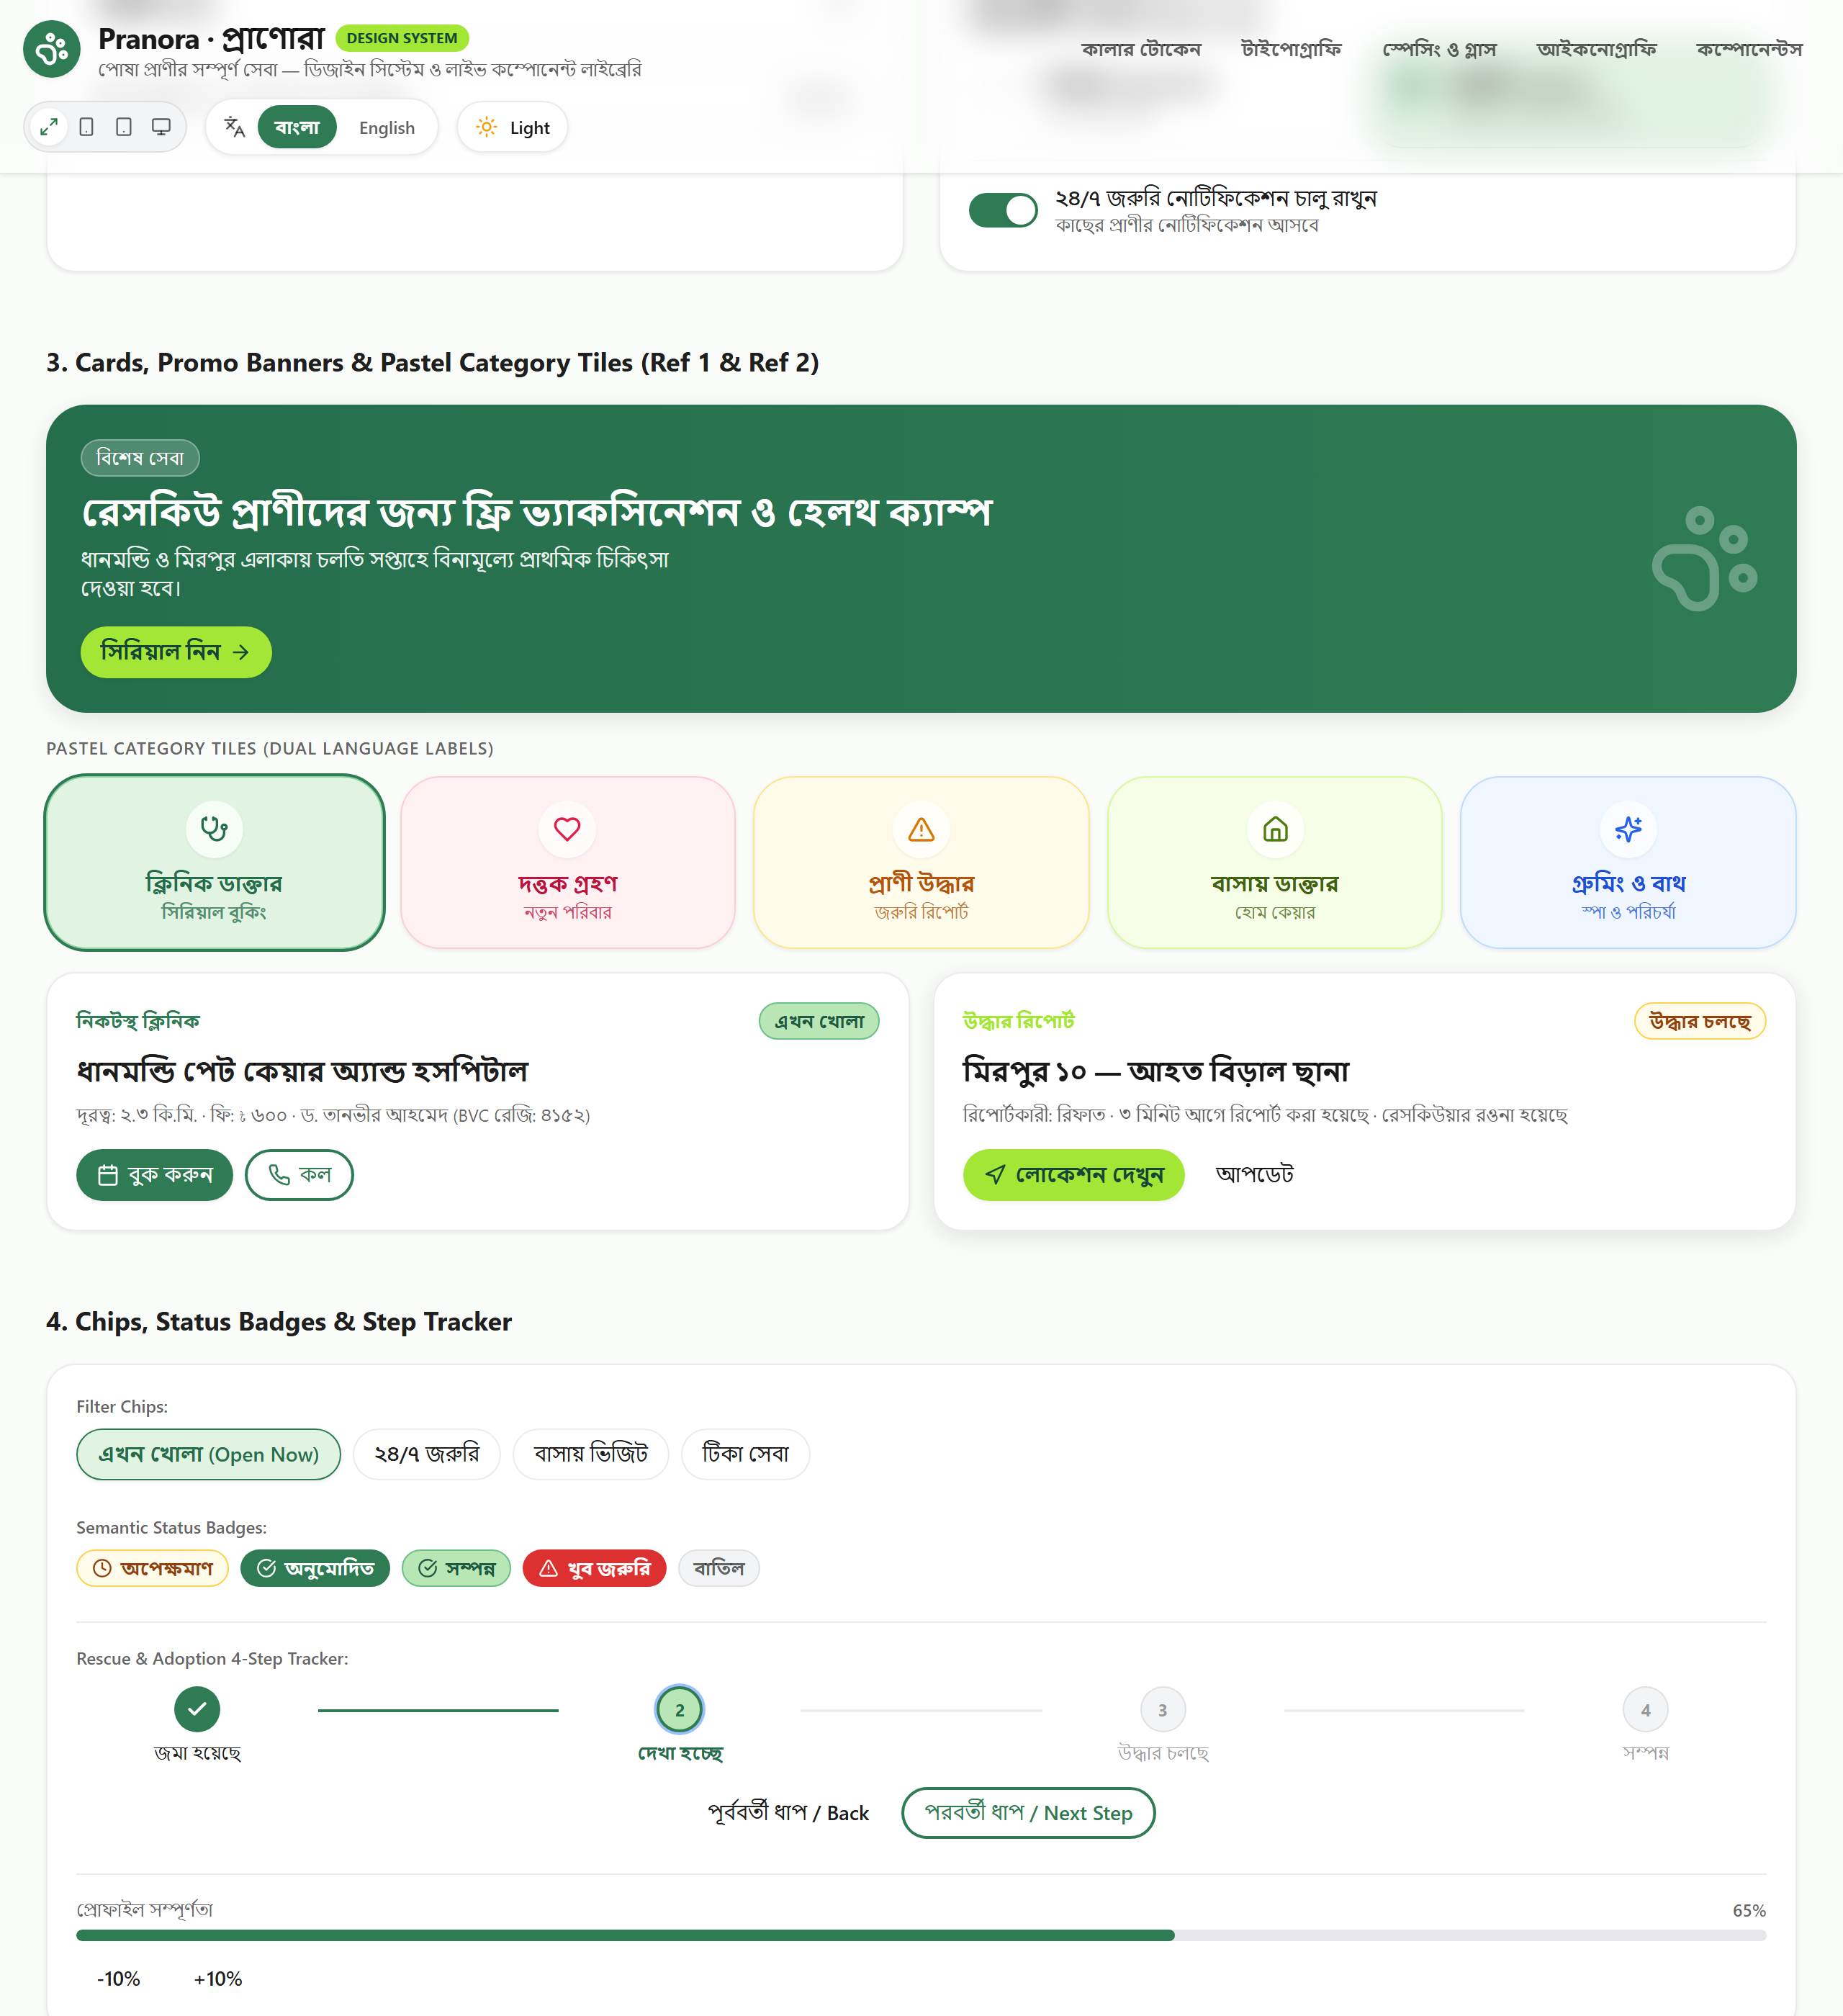 Pranora · প্রাণোরা DESIGN SYSTEM
পোষা প্রাণীর সম্পূর্ণ সেবা — ডিজাইন সিস্টেম ও লাইভ কম্পোনেন্ট লাইব্রেরি
কালার টোকেন টাইপোগ্রাফি স্পেসিং ও গ্লাস আইকনোগ্রাফি কম্পোনেন্টস
বাংলা English Light
২৪/৭ জরুরি নোটিফিকেশন চালু রাখুন
কাছের প্রাণীর নোটিফিকেশন আসবে
3. Cards, Promo Banners & Pastel Category Tiles (Ref 1 & Ref 2)
বিশেষ সেবা
রেসকিউ প্রাণীদের জন্য ফ্রি ভ্যাকসিনেশন ও হেলথ ক্যাম্প
ধানমন্ডি ও মিরপুর এলাকায় চলতি সপ্তাহে বিনামূল্যে প্রাথমিক চিকিৎসা
দেওয়া হবে।
সিরিয়াল নিন →
PASTEL CATEGORY TILES (DUAL LANGUAGE LABELS)
ক্লিনিক ডাক্তার
সিরিয়াল বুকিং
দত্তক গ্রহণ
নতুন পরিবার
প্রাণী উদ্ধার
জরুরি রিপোর্ট
বাসায় ডাক্তার
হোম কেয়ার
গ্রুমিং ও বাথ
স্পা ও পরিচর্যা
নিকটস্থ ক্লিনিক এখন খোলা
ধানমন্ডি পেট কেয়ার অ্যান্ড হসপিটাল
দূরত্ব: ২.৩ কি.মি. · ফি: ৳ ৬০০ · ড. তানভীর আহমেদ (BVC রেজি: ৪১৫২)
বুক করুন কল
উদ্ধার রিপোর্ট উদ্ধার চলছে
মিরপুর ১০ — আহত বিড়াল ছানা
রিপোর্টকারী: রিফাত · ৩ মিনিট আগে রিপোর্ট করা হয়েছে · রেসকিউয়ার রওনা হয়েছে
লোকেশন দেখুন আপডেট
4. Chips, Status Badges & Step Tracker
Filter Chips:
এখন খোলা (Open Now) ২৪/৭ জরুরি বাসায় ভিজিট টিকা সেবা
Semantic Status Badges:
অপেক্ষমাণ অনুমোদিত সম্পন্ন খুব জরুরি বাতিল
Rescue & Adoption 4-Step Tracker:
2 3 4
জমা হয়েছে দেখা হচ্ছে উদ্ধার চলছে সম্পন্ন
পূর্ববর্তী ধাপ / Back পরবর্তী ধাপ / Next Step
প্রোফাইল সম্পূর্ণতা 65%
-10% +10%